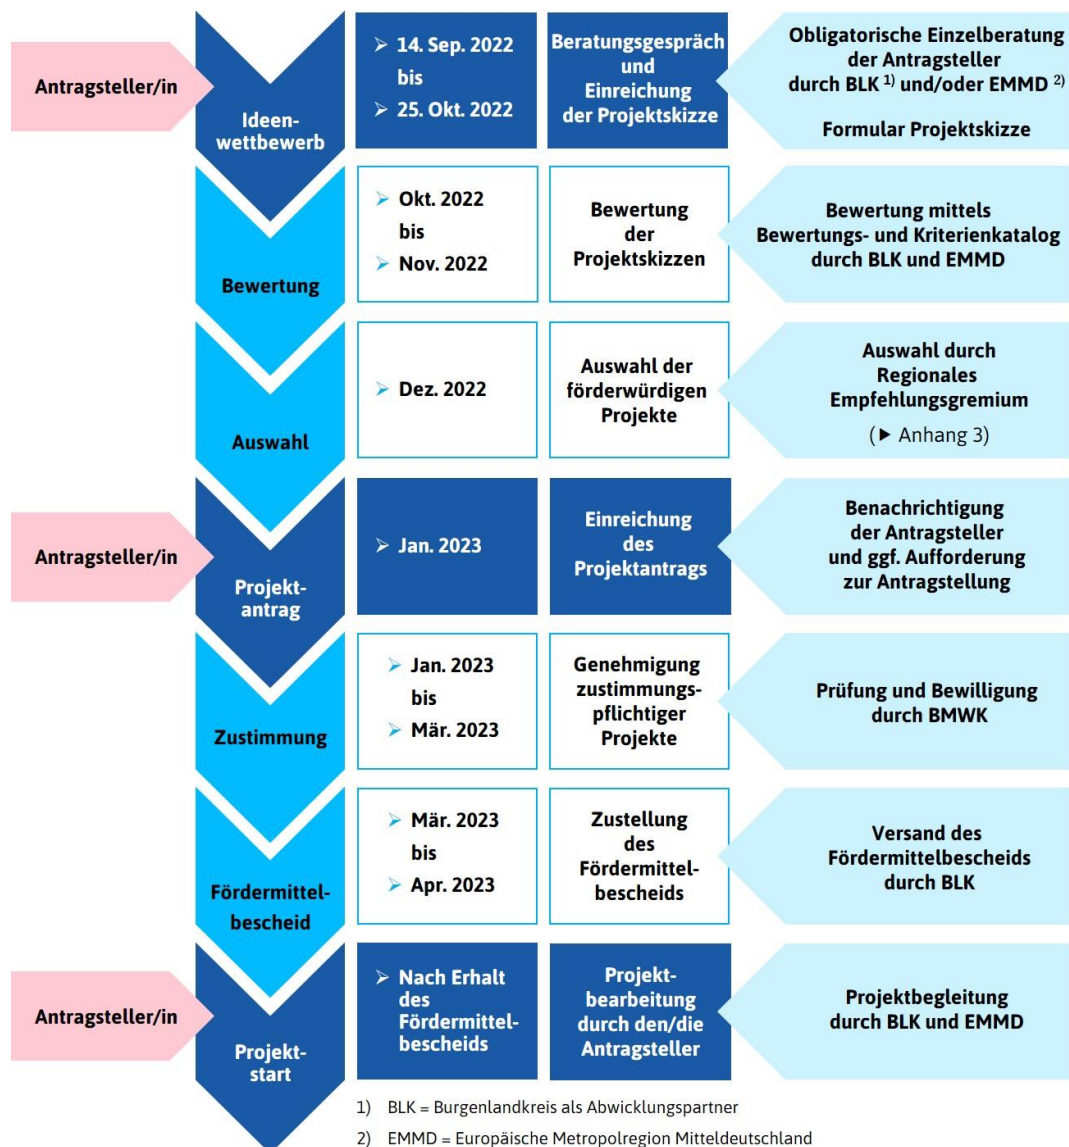 Antragsteller/in
Ideen-
wettbewerb
➢ 14. Sep. 2022
bis
➢ 25. Okt. 2022
Beratungsgespräch
und
Einreichung
der Projektskizze
Obligatorische Einzelberatung
der Antragsteller
durch BLK 1) und/oder EMMD 2)
Formular Projektskizze
Bewertung
➢ Okt. 2022
bis
➢ Nov. 2022
Bewertung
der
Projektskizzen
Bewertung mittels
Bewertungs- und Kriterienkatalog
durch BLK und EMMD
Auswahl
➢ Dez. 2022
Auswahl der
förderwürdigen
Projekte
Auswahl durch
Regionales
Empfehlungsgremium
(▶ Anhang 3)
Antragsteller/in
Projekt-
antrag
➢ Jan. 2023
Einreichung
des
Projektantrags
Benachrichtigung
der Antragsteller
und ggf. Aufforderung
zur Antragstellung
Zustimmung
➢ Jan. 2023
bis
➢ Mär. 2023
Genehmigung
zustimmungs-
pflichtiger
Projekte
Prüfung und Bewilligung
durch BMWK
Fördermittel-
bescheid
➢ Mär. 2023
bis
➢ Apr. 2023
Zustellung
des
Fördermittel-
bescheids
Versand des
Fördermittelbescheids
durch BLK
Antragsteller/in
Projekt-
start
➢ Nach Erhalt
des
Fördermittel-
bescheids
Projekt-
bearbeitung
durch den/die
Antragsteller
Projektbegleitung
durch BLK und EMMD
1) BLK = Burgenlandkreis als Abwicklungspartner
2) EMMD = Europäische Metropolregion Mitteldeutschland